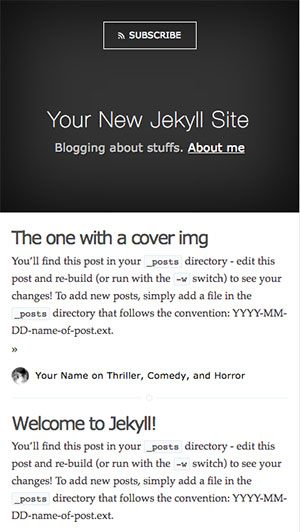 SUBSCRIBE
Your New Jekyll Site
Blogging about stuffs. About me
The one with a cover img
You'll find this post in your _posts directory - edit this
post and re-build (or run with the -w switch) to see your
changes! To add new posts, simply add a file in the
_posts directory that follows the convention: YYYY-MM-
DD-name-of-post.ext.
»
Your Name on Thriller, Comedy, and Horror
Welcome to Jekyll!
You'll find this post in your _posts directory - edit this
post and re-build (or run with the -w switch) to see your
changes! To add new posts, simply add a file in the
_posts directory that follows the convention: YYYY-MM-
DD-name-of-post.ext.